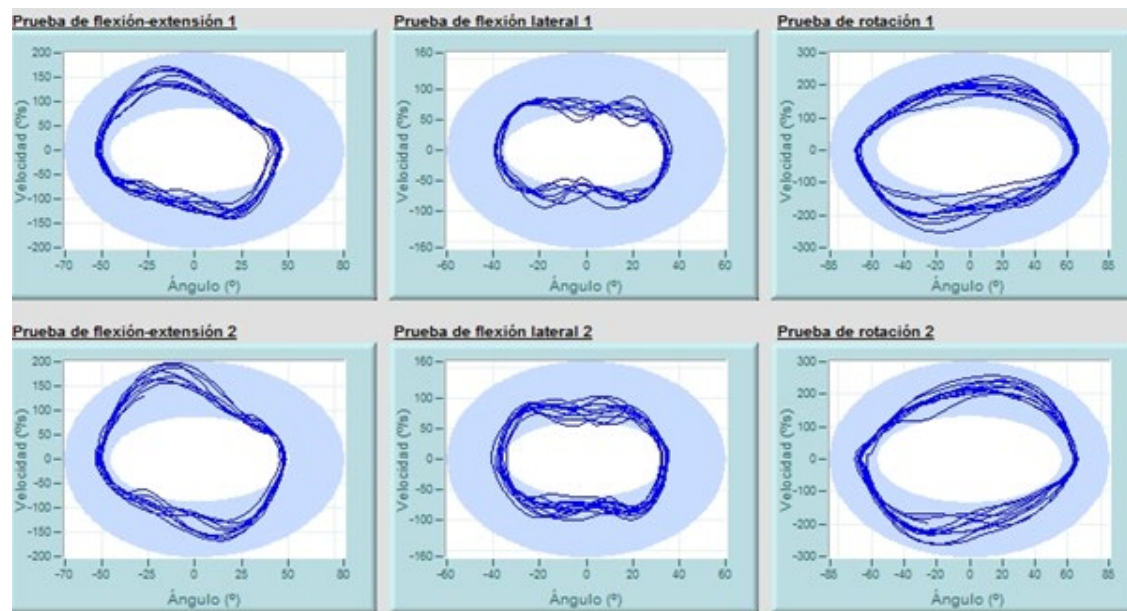 Prueba de flexión-extensión 1
Prueba de flexión lateral 1
Prueba de rotación 1
Velocidad (º/s)
200
150
100
50
0
-50
-100
-150
-200
-70 -50 -25 0 25 50 80
Ángulo (º)
Velocidad (º/s)
160
100
50
0
-50
-100
-160
-60 -40 -20 0 20 40 60
Ángulo (º)
Velocidad (º/s)
300
200
100
0
-100
-200
-300
-85 -60 -40 -20 0 20 40 60 85
Ángulo (º)
Prueba de flexión-extensión 2
Prueba de flexión lateral 2
Prueba de rotación 2
Velocidad (º/s)
200
150
100
50
0
-50
-100
-150
-200
-70 -50 -25 0 25 50 80
Ángulo (º)
Velocidad (º/s)
160
100
50
0
-50
-100
-160
-60 -40 -20 0 20 40 60
Ángulo (º)
Velocidad (º/s)
300
200
100
0
-100
-200
-300
-85 -60 -40 -20 0 20 40 60 85
Ángulo (º)